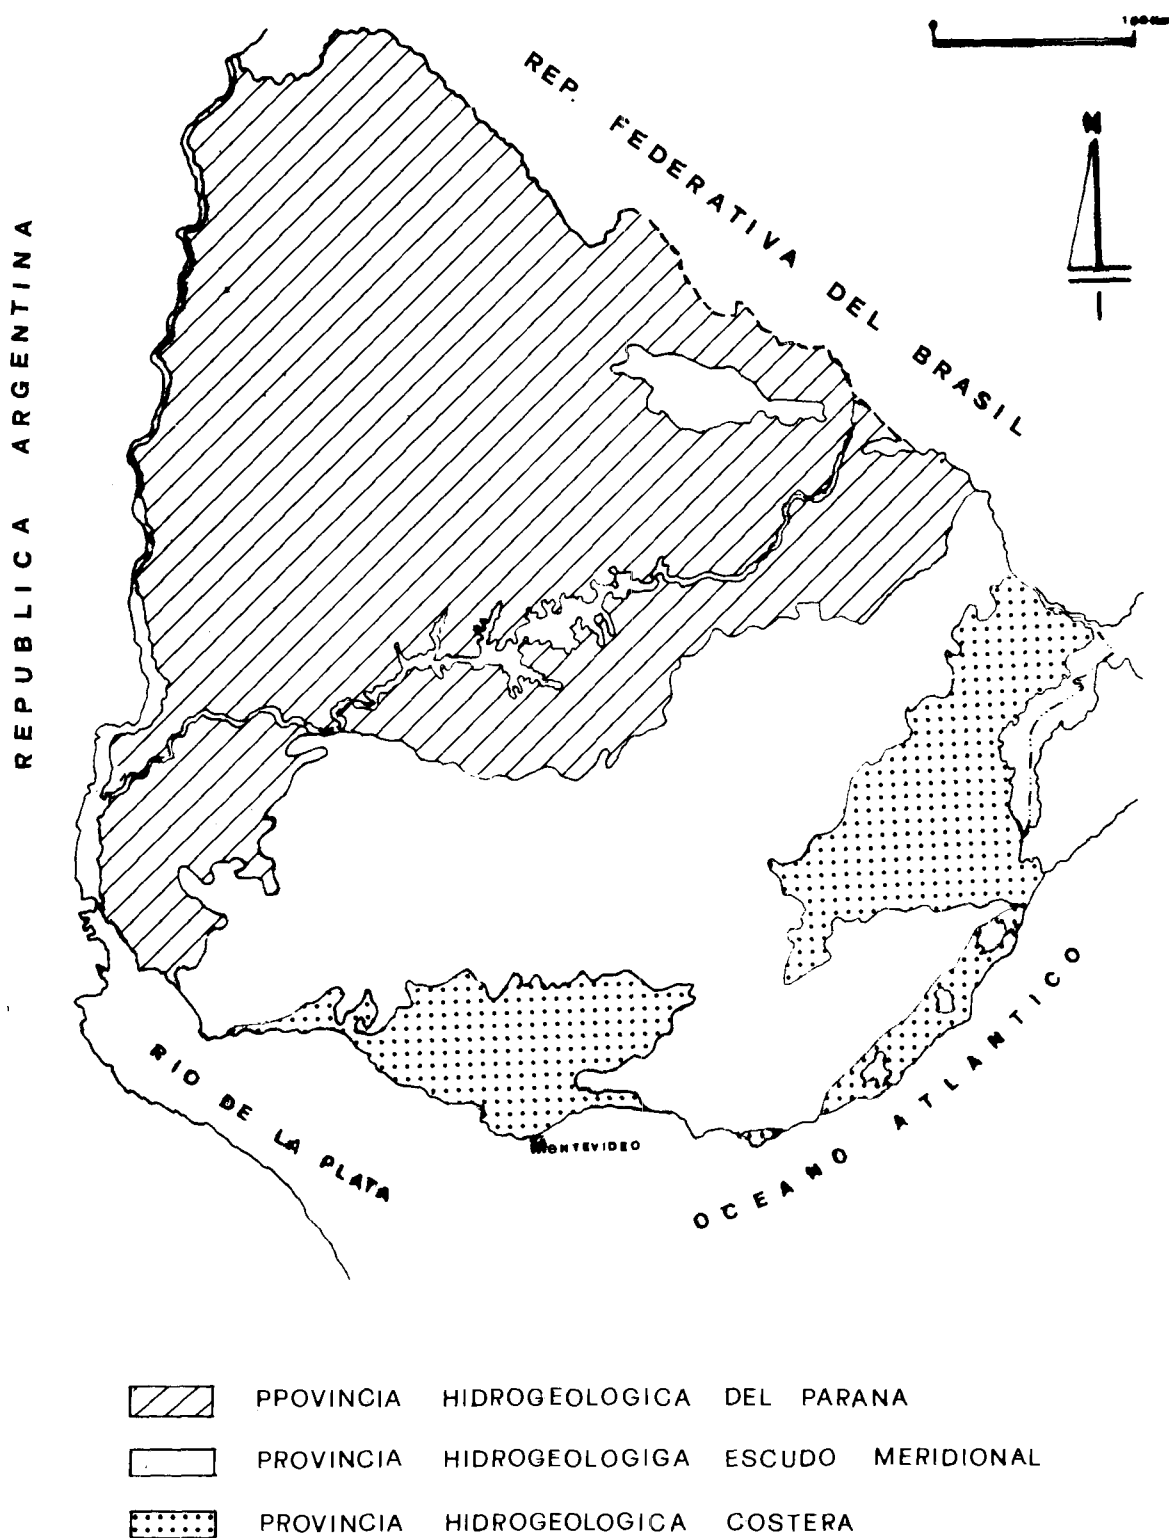 100Km
REP. FEDERATIVA DEL BRASIL
N
REPUBLICA ARGENTINA
RIO DE LA PLATA
MONTEVIDEO
OCEANO ATLANTICO
PPOVINCIA HIDROGEOLOGICA DEL PARANA
PROVINCIA HIDROGEOLOGIGA ESCUDO MERIDIONAL
PROVINCIA HIDROGEOLOGICA COSTERA